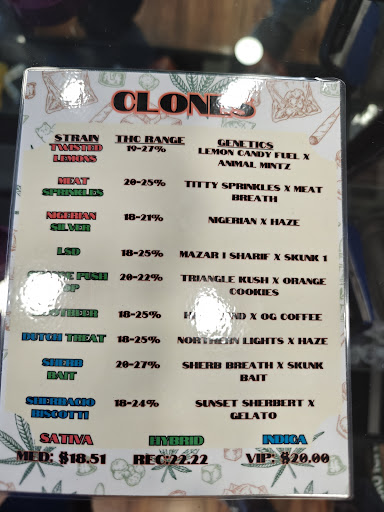 CLONES
STRAIN THC RANGE GENETICS
TWISTED LEMONS 19-27% LEMON CANDY FUEL X
ANIMAL MINTZ
MEAT SPRINKLES 20-25% TITTY SPRINKLES X MEAT
BREATH
NIGERIAN SILVER 18-21% NIGERIAN X HAZE
LSD 18-25% MAZAR I SHARIF X SKUNK 1
PUSH 20-22% TRIANGLE KUSH X ORANGE
COOKIES
18-25% X OG COFFEE
DUTCH TREAT 18-25% NORTHERN LIGHTS X HAZE
SHERB BAIT 20-27% SHERB BREATH X SKUNK
BAIT
SHERBACIO BISCOTTI 18-24% SUNSET SHERBERT X
GELATO
SATIVA HYBRID INDICA
MED: $18.51 REC:22.22 VIP: $20.00